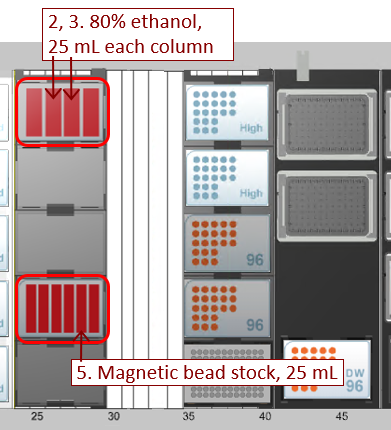 2, 3. 80% ethanol,
25 mL each column
High
High
96
96
5. Magnetic bead stock, 25 mL
DW
96
25
30
35
40
45